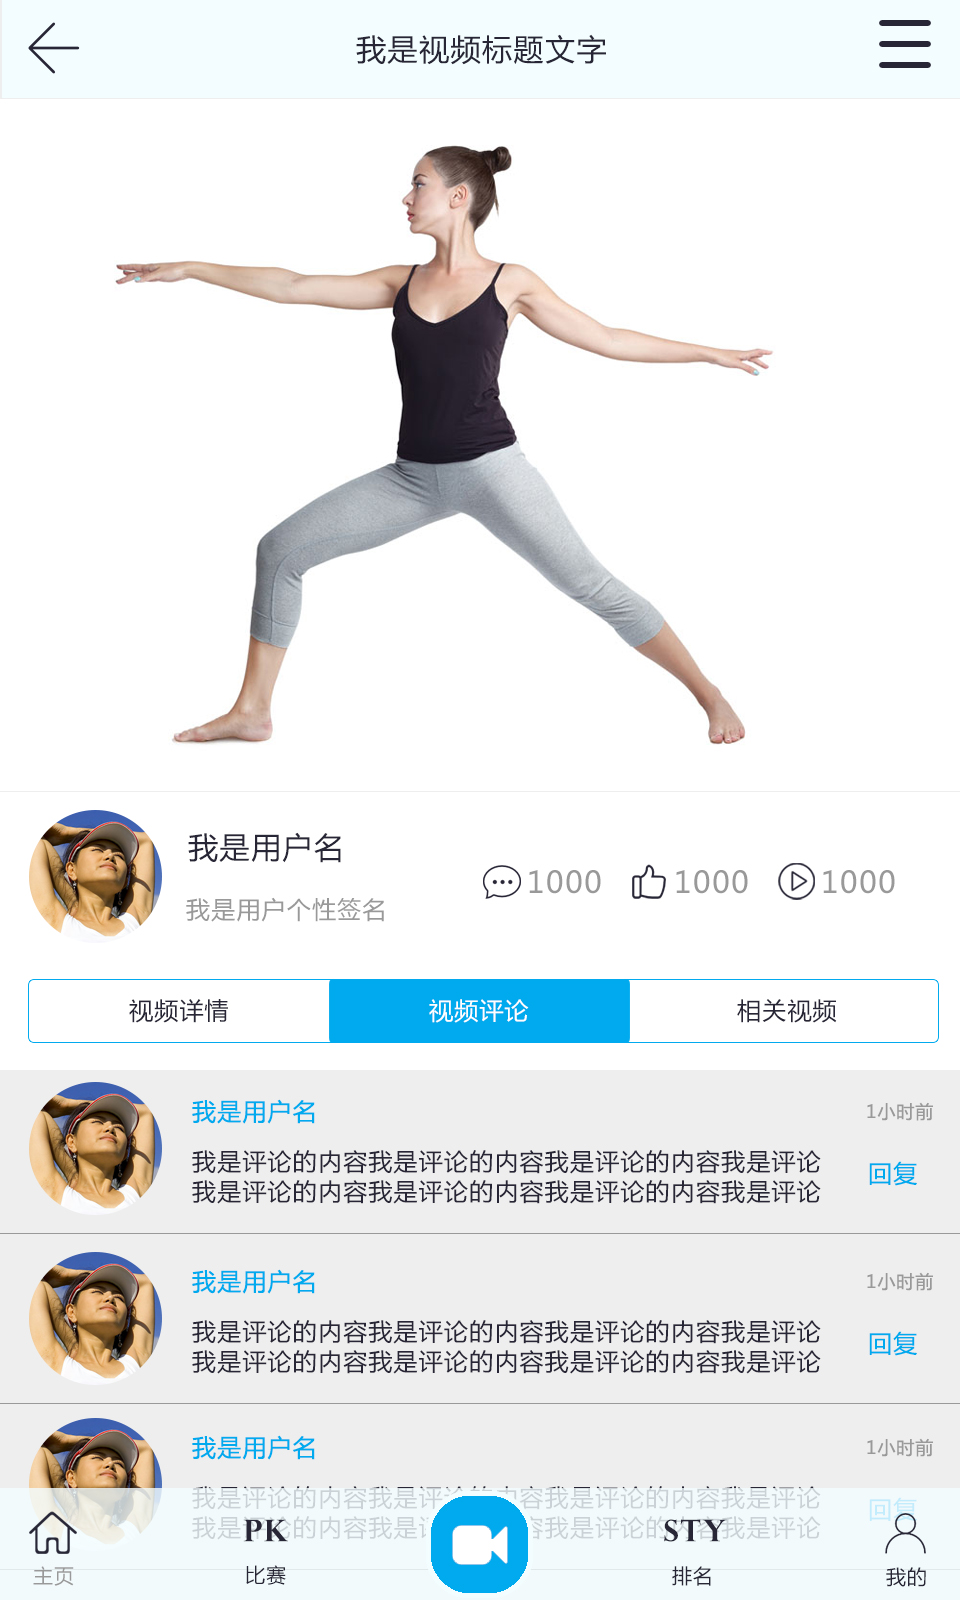 我是视频标题文字
我是用户名
我是用户个性签名
1000 1000 1000
视频详情 视频评论 相关视频
我是用户名 1小时前
我是评论的内容我是评论的内容我是评论的内容我是评论
我是评论的内容我是评论的内容我是评论的内容我是评论
回复
我是用户名 1小时前
我是评论的内容我是评论的内容我是评论的内容我是评论
我是评论的内容我是评论的内容我是评论的内容我是评论
回复
我是用户名 1小时前
我是评论的内 容我是评论的内容我是评论
我是评论的内 容我是评论的内容我是评论
回复
PK STY
主页 比赛 排名 我的